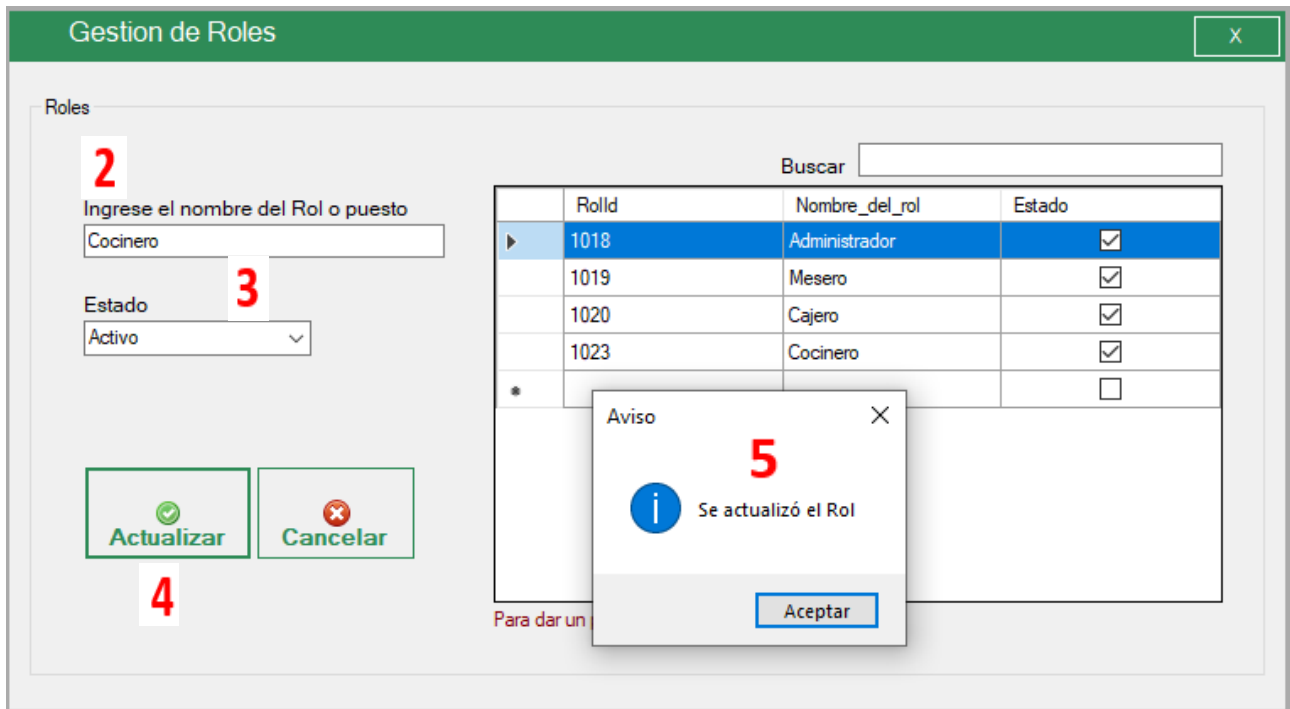 Gestion de Roles
X
Roles
2
Buscar
Ingrese el nombre del Rol o puesto
Cocinero
3
Estado
Activo
RolId Nombre_del_rol Estado
1018 Administrador
1019 Mesero
1020 Cajero
1023 Cocinero
Aviso
5
Se actualizó el Rol
Aceptar
Actualizar
Cancelar
4
Para dar un